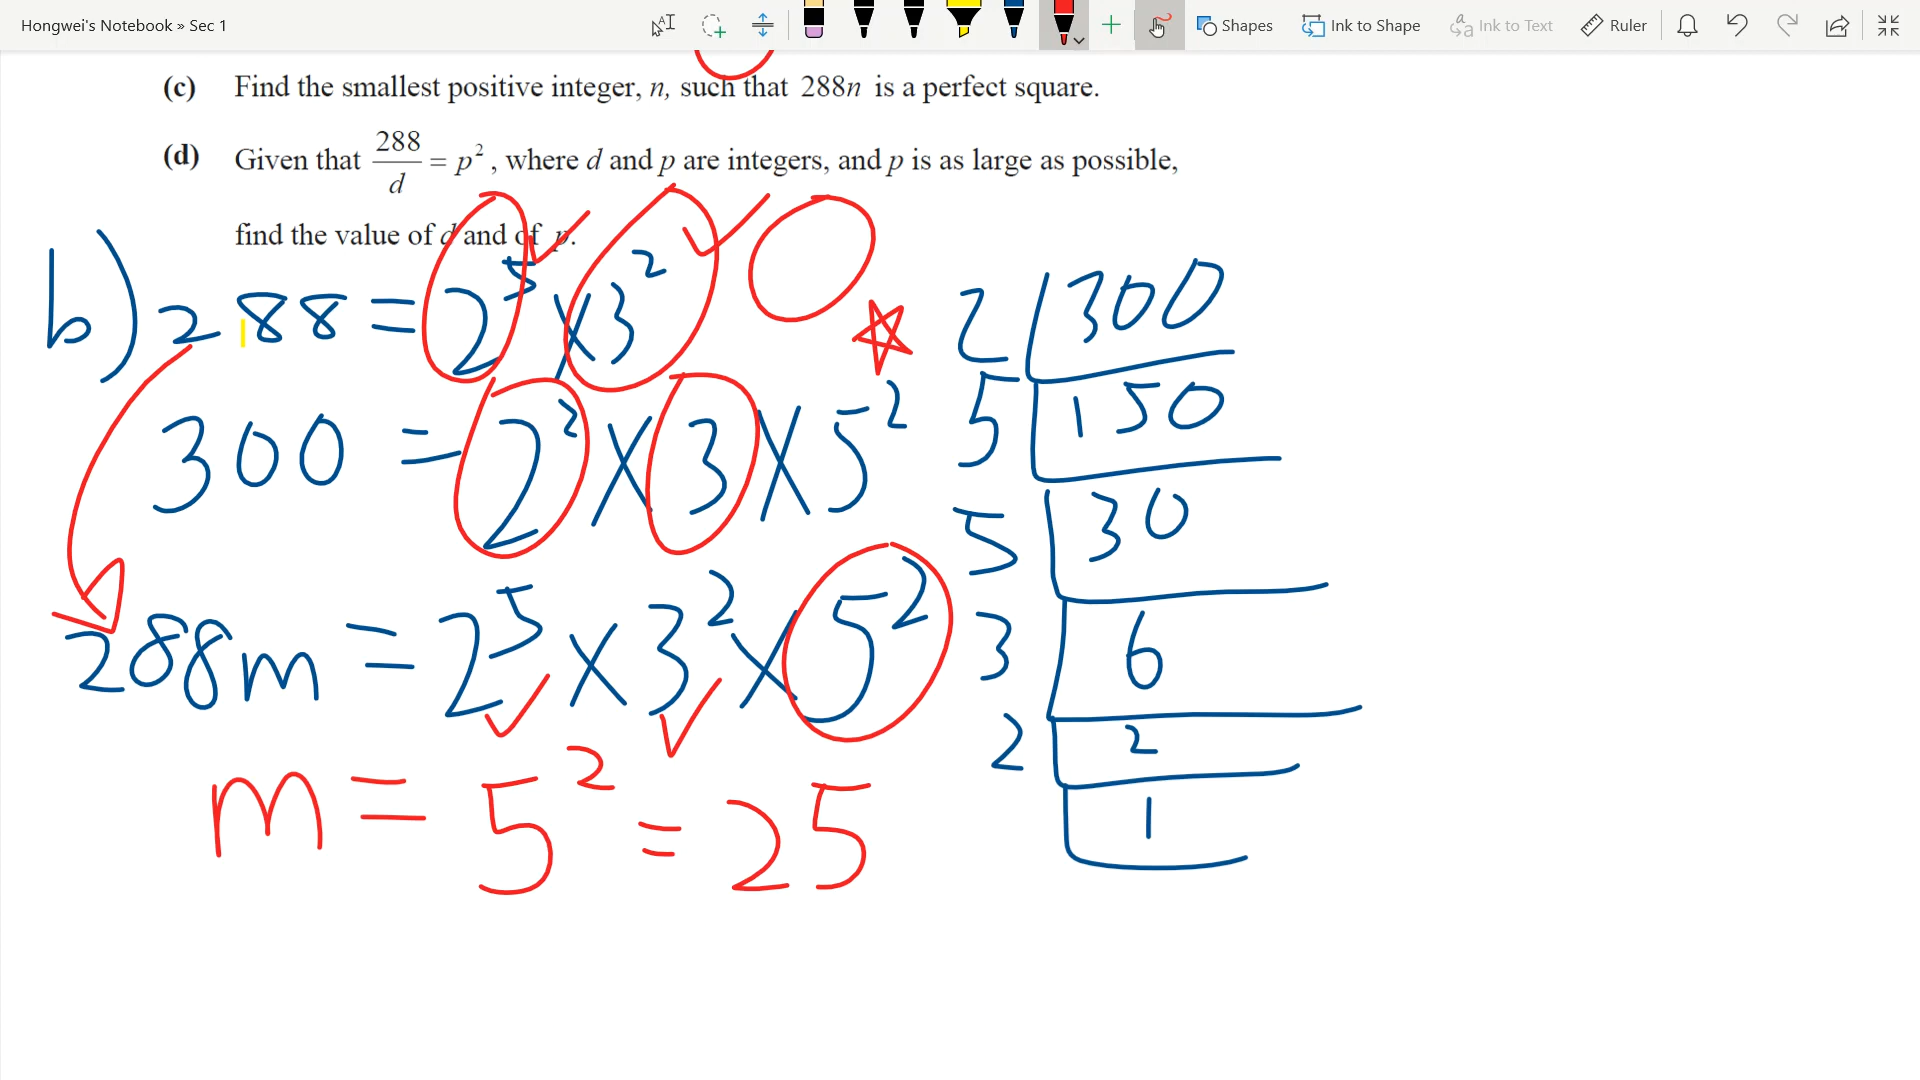 Hongwei's Notebook » Sec 1
Shapes Ink to Shape Ink to Text Ruler
(c) Find the smallest positive integer, n, such that 288n is a perfect square.
(d) Given that 288/d = p², where d and p are integers, and p is as large as possible,
find the value of d and of p.
b) 288 = 2⁵ × 3²
300 = 2² × 3 × 5²
288m = 2⁵ × 3² × 5²
m = 5² = 25
2 | 300
5 | 150
5 | 30
3 | 6
2 | 2
1